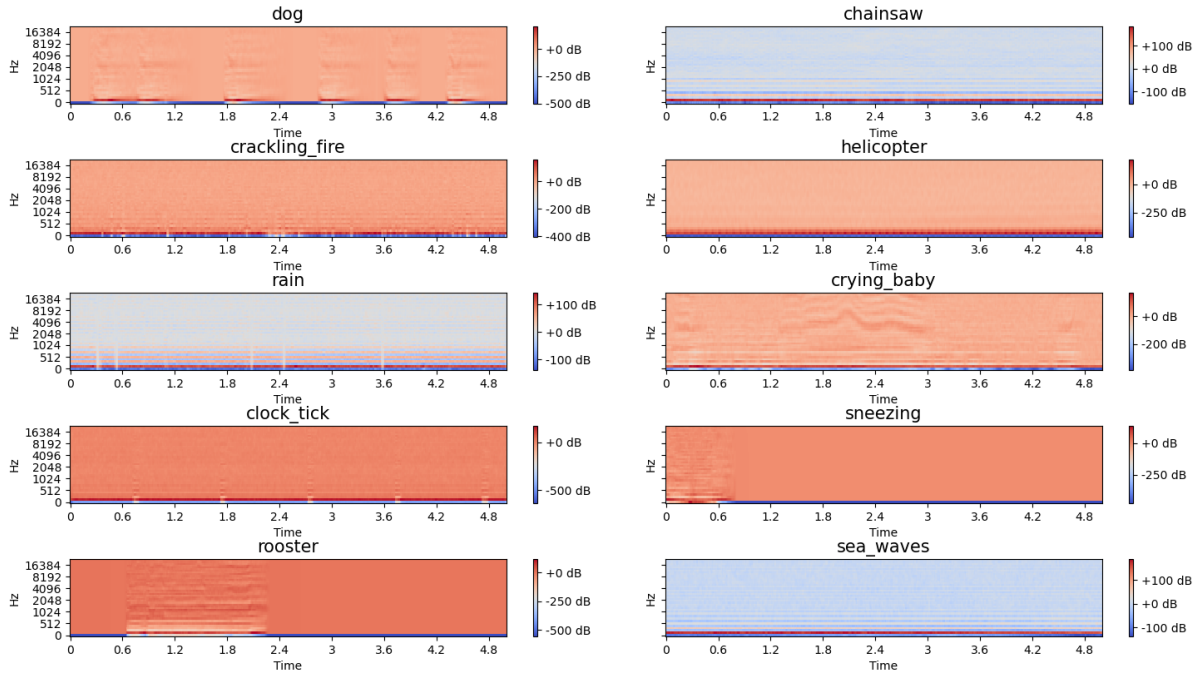 dog
16384
8192
4096
2048
1024
512
0
Hz
0 0.6 1.2 1.8 2.4 3 3.6 4.2 4.8
Time
+0 dB
-250 dB
-500 dB
chainsaw
Hz
0 0.6 1.2 1.8 2.4 3 3.6 4.2 4.8
Time
+100 dB
+0 dB
-100 dB
crackling_fire
16384
8192
4096
2048
1024
512
0
Hz
0 0.6 1.2 1.8 2.4 3 3.6 4.2 4.8
Time
+0 dB
-200 dB
-400 dB
helicopter
Hz
0 0.6 1.2 1.8 2.4 3 3.6 4.2 4.8
Time
+0 dB
-250 dB
rain
16384
8192
4096
2048
1024
512
0
Hz
0 0.6 1.2 1.8 2.4 3 3.6 4.2 4.8
Time
+100 dB
+0 dB
-100 dB
crying_baby
Hz
0 0.6 1.2 1.8 2.4 3 3.6 4.2 4.8
Time
+0 dB
-200 dB
clock_tick
16384
8192
4096
2048
1024
512
0
Hz
0 0.6 1.2 1.8 2.4 3 3.6 4.2 4.8
Time
+0 dB
-500 dB
sneezing
Hz
0 0.6 1.2 1.8 2.4 3 3.6 4.2 4.8
Time
+0 dB
-250 dB
rooster
16384
8192
4096
2048
1024
512
0
Hz
0 0.6 1.2 1.8 2.4 3 3.6 4.2 4.8
Time
+0 dB
-250 dB
-500 dB
sea_waves
Hz
0 0.6 1.2 1.8 2.4 3 3.6 4.2 4.8
Time
+100 dB
+0 dB
-100 dB